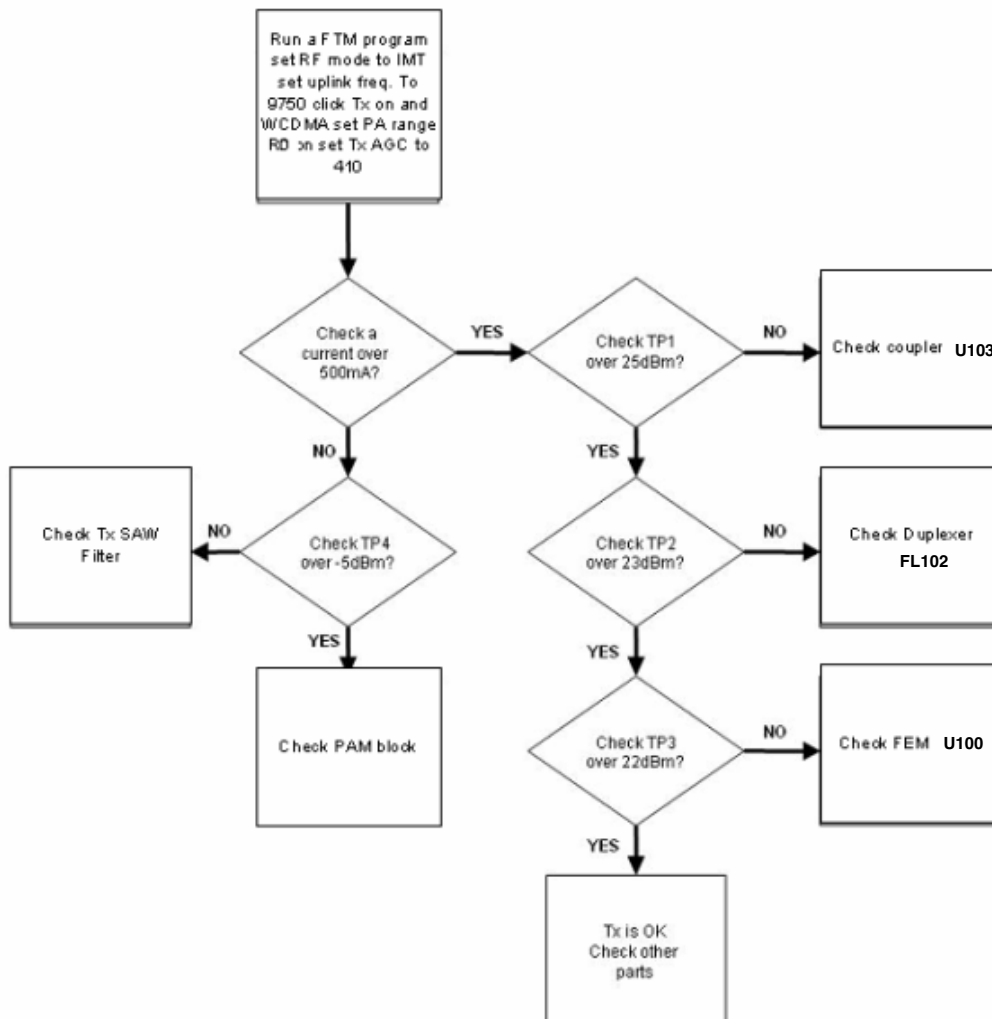 Run a FTM program
set RF mode to IMT
set uplink freq. To
9750 click Tx on and
WCDMA set PA range
R0 on set Tx AGC to
410
Check a
current over
500mA?
YES
Check TP1
over 25dBm?
NO
Check coupler U103
NO
YES
Check Tx SAW
Filter
NO
Check TP4
over -5dBm?
Check TP2
over 23dBm?
NO
Check Duplexer
FL102
YES
YES
Check PAM block
Check TP3
over 22dBm?
NO
Check FEM U100
YES
Tx is OK
Check other
parts